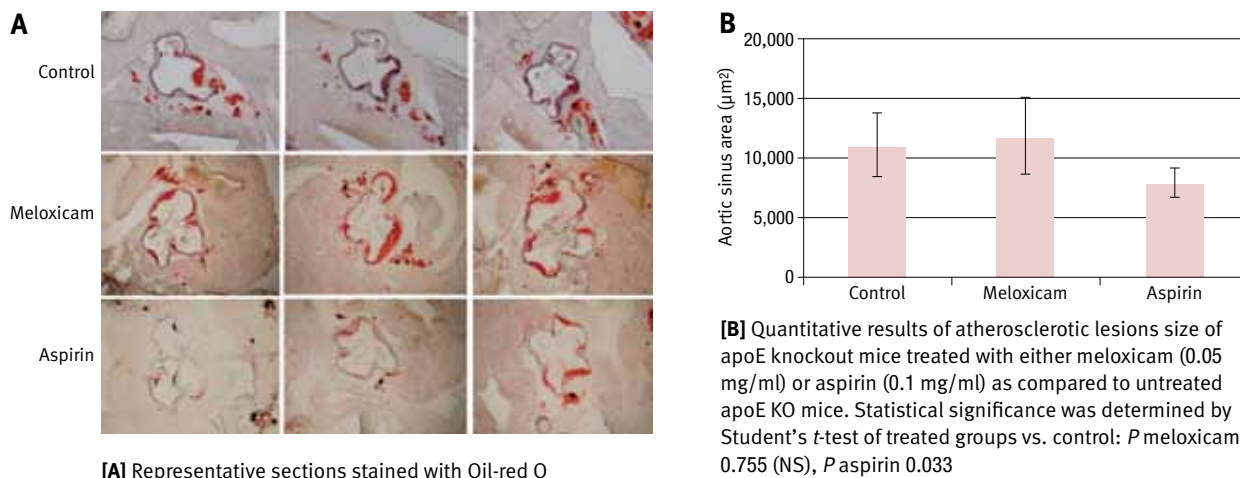 A
Control
Meloxicam
Aspirin
[A] Representative sections stained with Oil-red O
B
Aortic sinus area (µm²)
20,000
15,000
10,000
5,000
0
Control
Meloxicam
Aspirin
[B] Quantitative results of atherosclerotic lesions size of
apoE knockout mice treated with either meloxicam (0.05
mg/ml) or aspirin (0.1 mg/ml) as compared to untreated
apoE KO mice. Statistical significance was determined by
Student's t-test of treated groups vs. control: P meloxicam
0.755 (NS), P aspirin 0.033